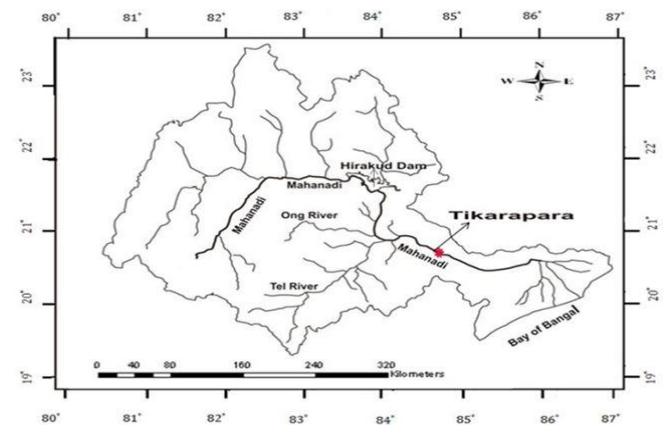 80° 81° 82° 83° 84° 85° 86° 87°
N
W E
S
23°
23°
22°
22°
Hirakud Dam
Mahanadi
Mahanadi
Ong River
Tikarapara
21°
21°
Mahanadi
Tel River
20°
20°
Bay of Bangal
0 40 80 160 240 320
Kilometers
19°
19°
80° 81° 82° 83° 84° 85° 86° 87°